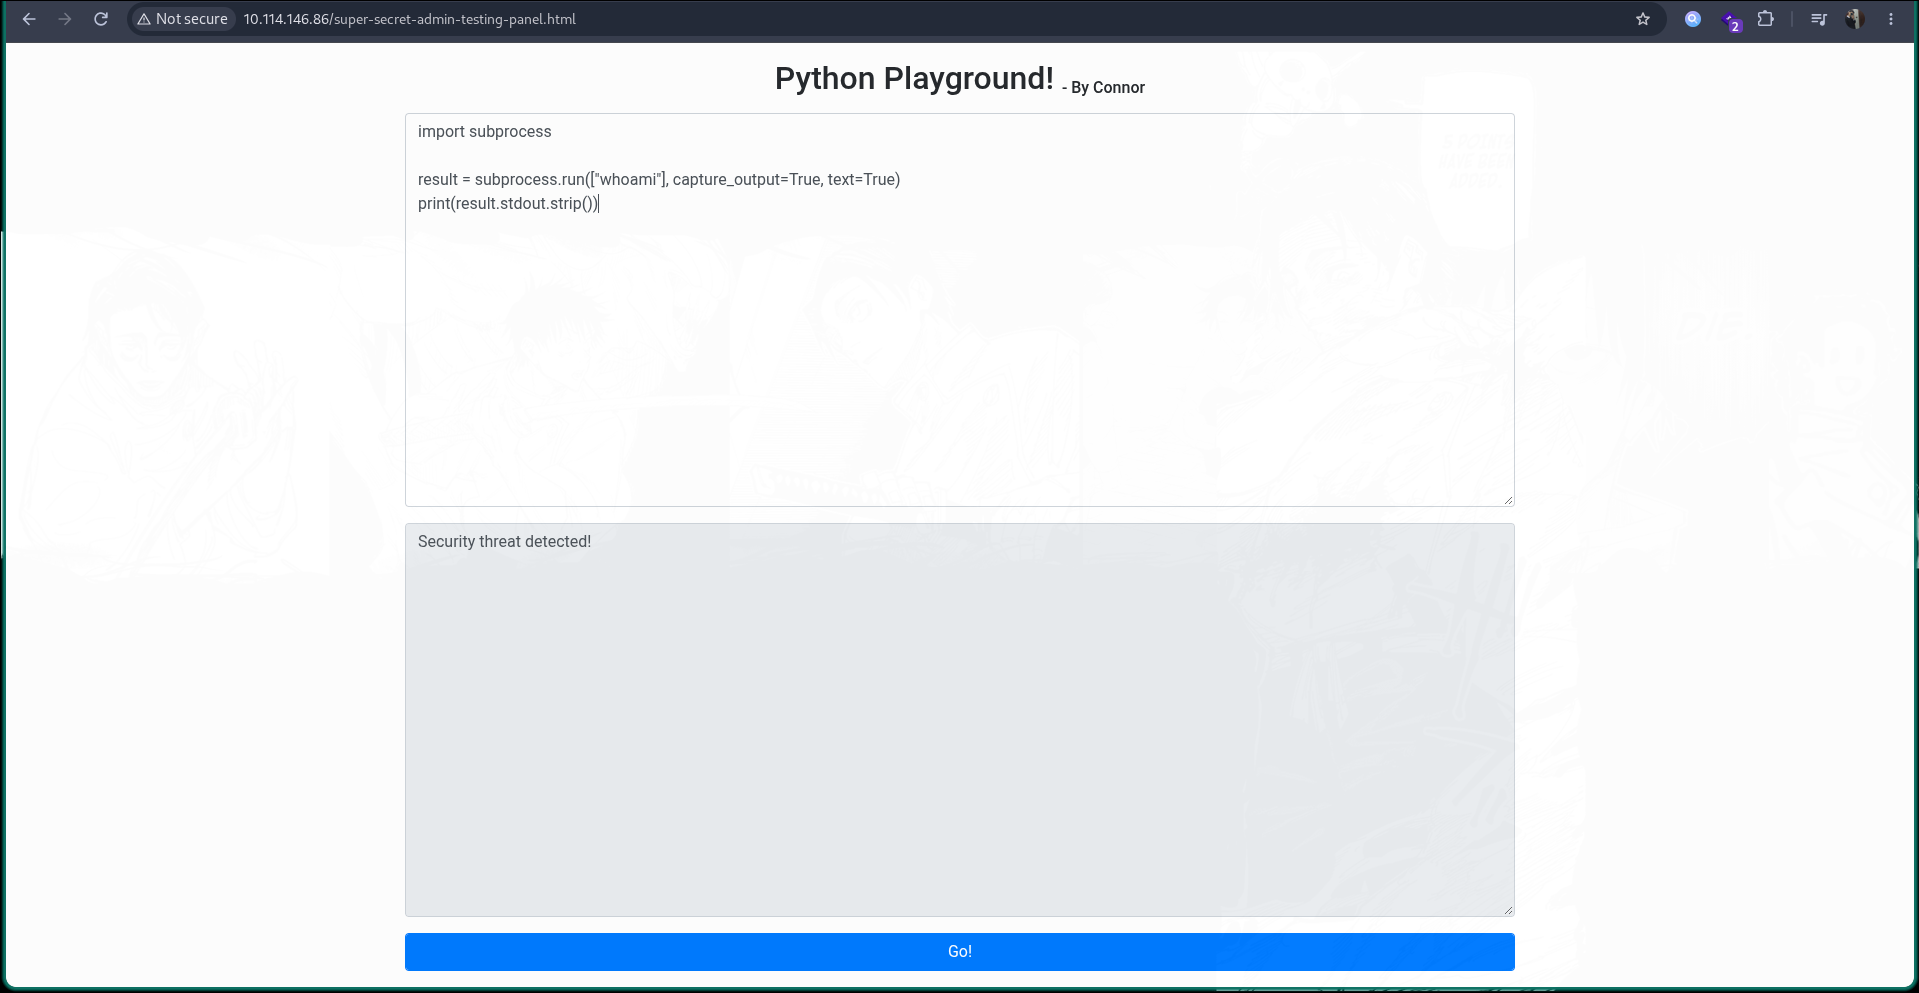 Not secure
10.114.146.86/super-secret-admin-testing-panel.html
2
Python Playground! - By Connor
import subprocess
result = subprocess.run(["whoami"], capture_output=True, text=True)
print(result.stdout.strip())
Security threat detected!
Go!